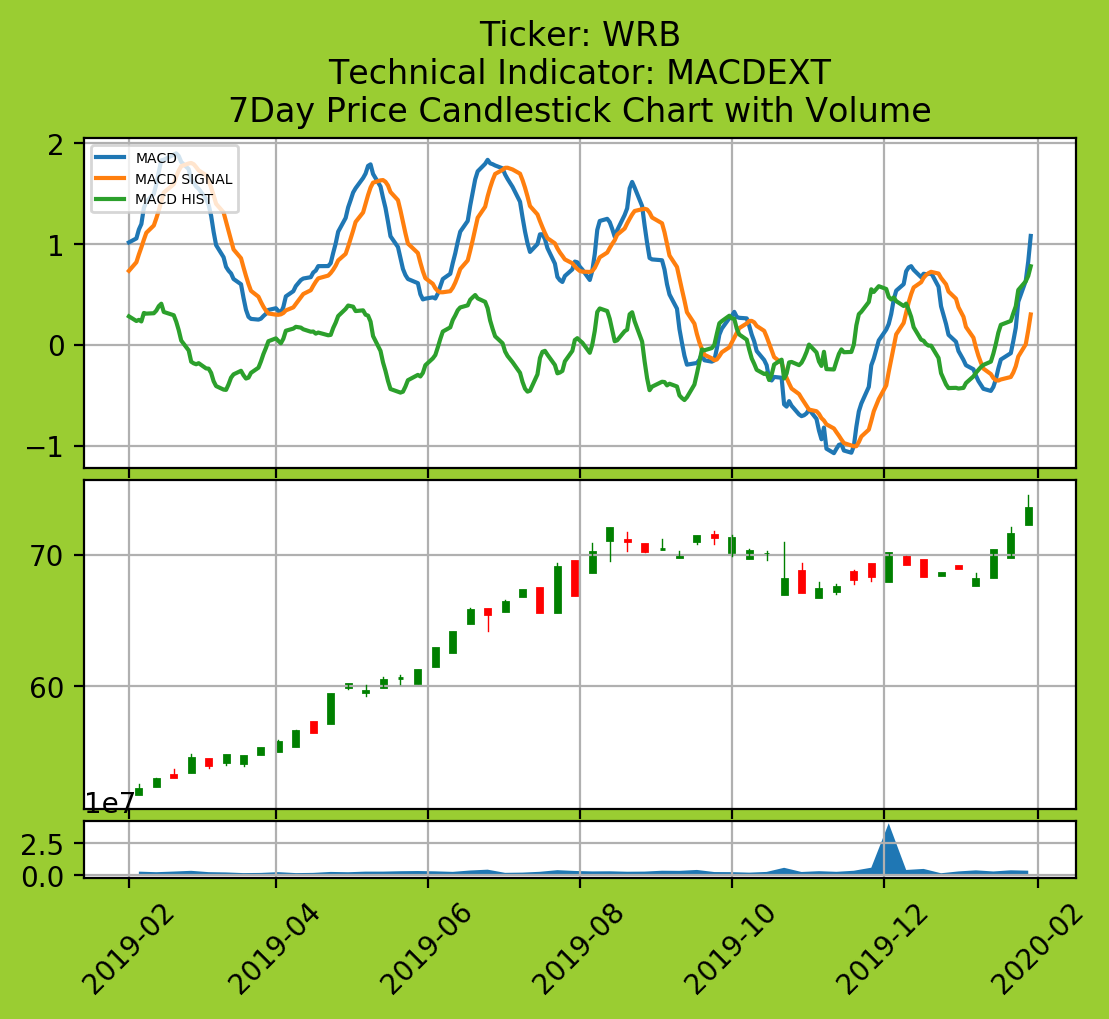 Ticker: WRB
Technical Indicator: MACDEXT
7Day Price Candlestick Chart with Volume
MACD
MACD SIGNAL
MACD HIST
2
1
0
−1
70
60
1e7
2.5
0.0
2019-02
2019-04
2019-06
2019-08
2019-10
2019-12
2020-02